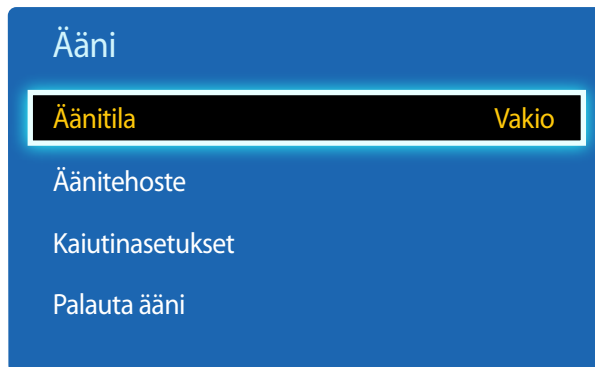 Ääni
Äänitila Vakio
Äänitehoste
Kaiutinasetukset
Palauta ääni